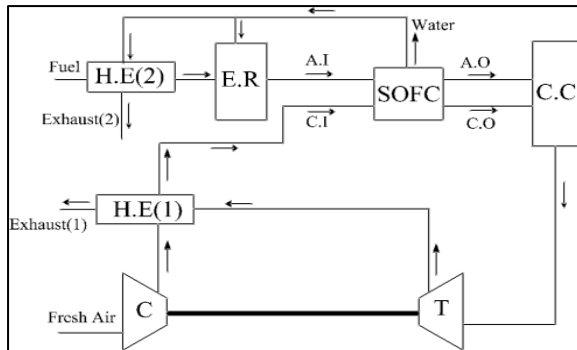 Water
Fuel
H.E(2)
E.R
A.I
SOFC
A.O
C.C
Exhaust(2)
C.I
C.O
H.E(1)
Exhaust(1)
C
T
Fresh Air